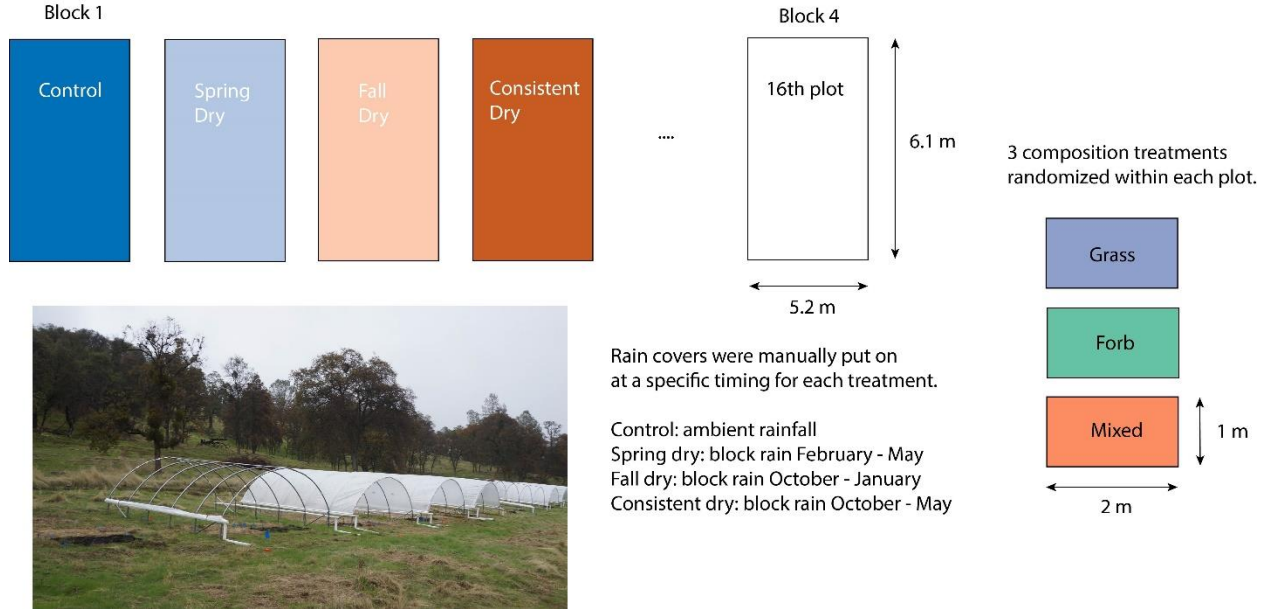 Block 1
Control
Spring
Dry
Fall
Dry
Consistent
Dry
....
Block 4
16th plot
6.1 m
5.2 m
3 composition treatments
randomized within each plot.
Grass
Forb
Mixed
1 m
2 m
Rain covers were manually put on
at a specific timing for each treatment.
Control: ambient rainfall
Spring dry: block rain February - May
Fall dry: block rain October - January
Consistent dry: block rain October - May